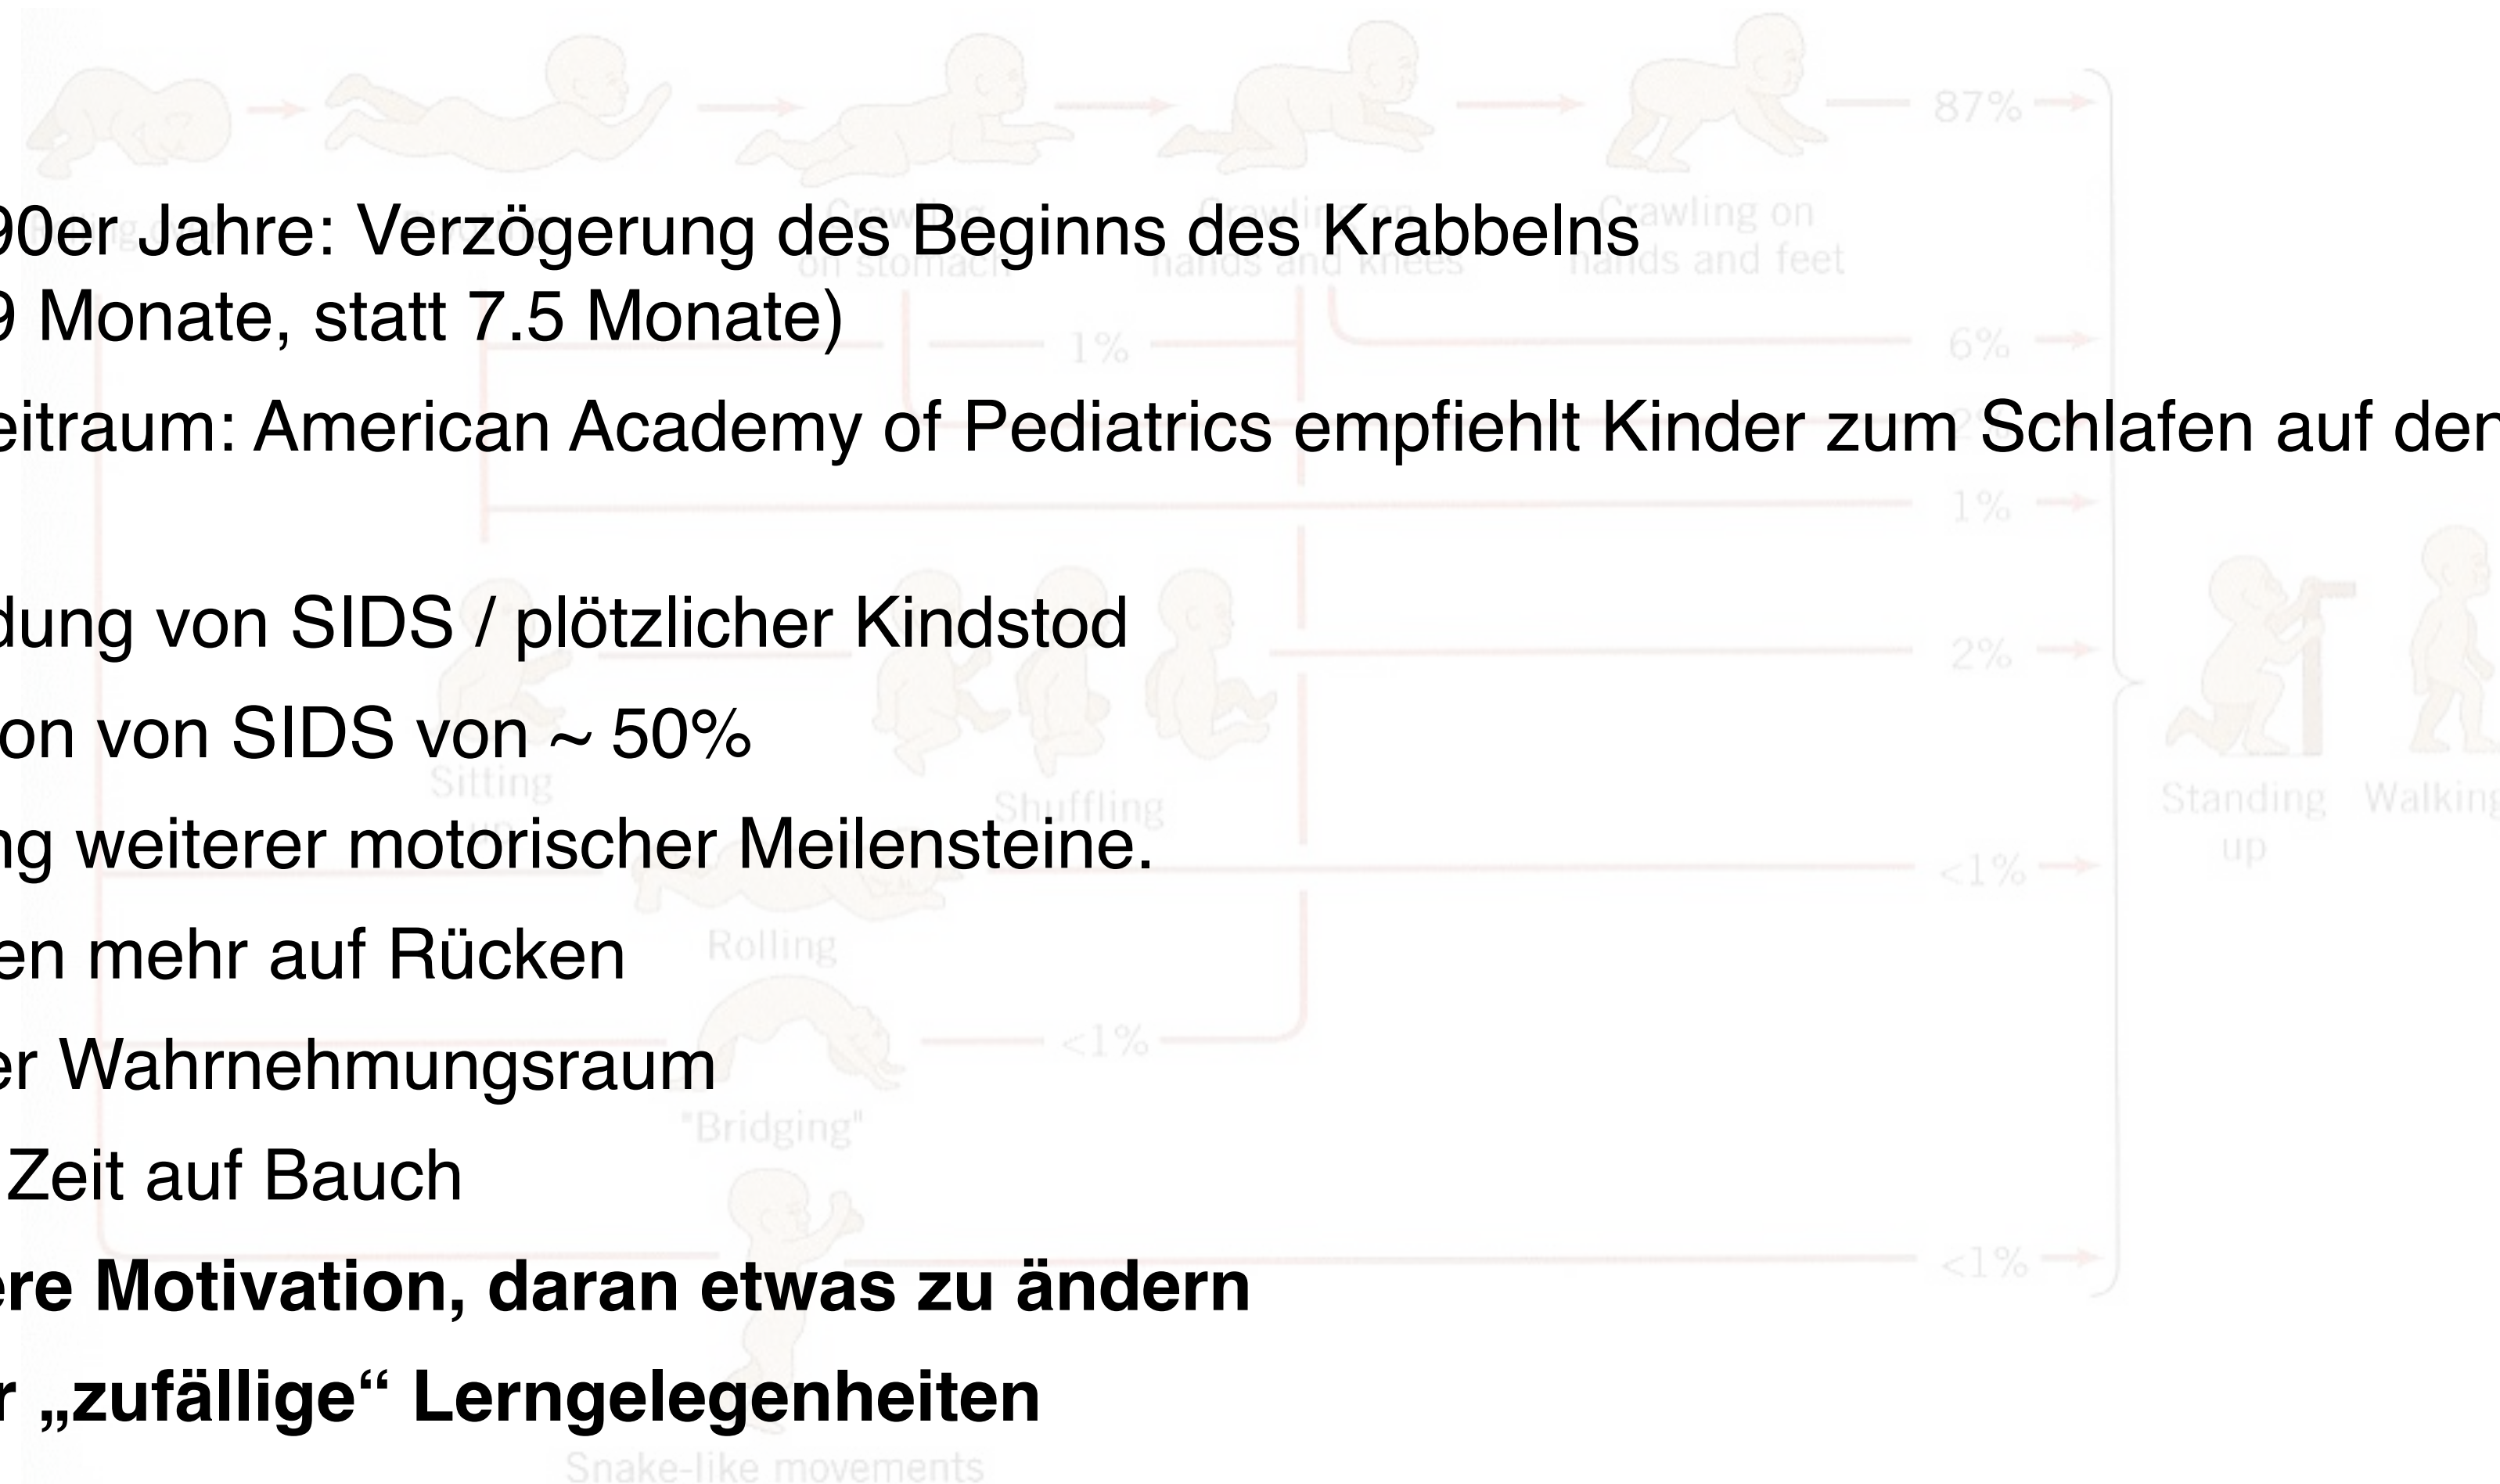 87%
90er Jahre: Verzögerung des Beginns des Krabbelns
Crawling
on stomach
Crawling on
hands and knees
Crawling on
hands and feet
9 Monate, statt 7.5 Monate)
1%
6%
eitraum: American Academy of Pediatrics empfiehlt Kinder zum Schlafen auf den
2%
1%
dung von SIDS / plötzlicher Kindstod
2%
on von SIDS von ~ 50%
Sitting
up
Shuffling
Standing
up
Walking
ng weiterer motorischer Meilensteine.
<1%
en mehr auf Rücken
Rolling
er Wahrnehmungsraum
<1%
"Bridging"
Zeit auf Bauch
ere Motivation, daran etwas zu ändern
<1%
r „zufällige“ Lerngelegenheiten
Snake-like movements